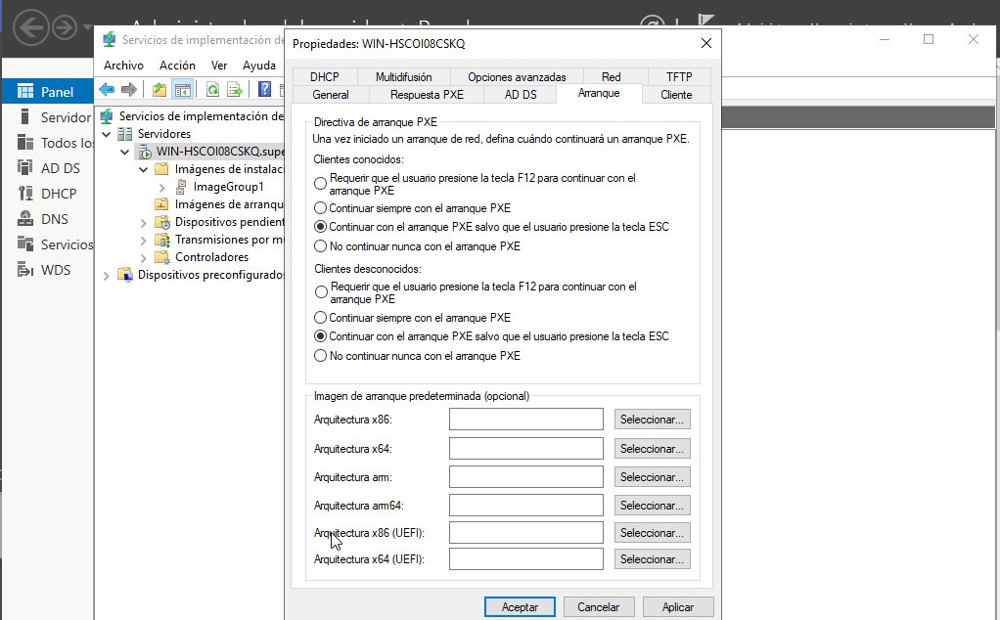 Servicios de implementación de
Archivo Acción Ver Ayuda
Panel
Servidor
Todos los
AD DS
DHCP
DNS
Servicios
WDS
Servicios de implementación de
Servidores
WIN-HSCOI08CSKQ.supe
Imágenes de instalaci
ImageGroup1
Imágenes de arranqu
Dispositivos pendient
Transmisiones por m
Controladores
Dispositivos preconfigurado
Propiedades: WIN-HSCOI08CSKQ
DHCP Multidifusión Opciones avanzadas Red TFTP
General Respuesta PXE AD DS Arranque Cliente
Directiva de arranque PXE
Una vez iniciado un arranque de red, defina cuándo continuará un arranque PXE.
Clientes conocidos:
Requerir que el usuario presione la tecla F12 para continuar con el
arranque PXE
Continuar siempre con el arranque PXE
Continuar con el arranque PXE salvo que el usuario presione la tecla ESC
No continuar nunca con el arranque PXE
Clientes desconocidos:
Requerir que el usuario presione la tecla F12 para continuar con el
arranque PXE
Continuar siempre con el arranque PXE
Continuar con el arranque PXE salvo que el usuario presione la tecla ESC
No continuar nunca con el arranque PXE
Imagen de arranque predeterminada (opcional)
Arquitectura x86: Seleccionar...
Arquitectura x64: Seleccionar...
Arquitectura arm: Seleccionar...
Arquitectura arm64: Seleccionar...
Arquitectura x86 (UEFI): Seleccionar...
Arquitectura x64 (UEFI): Seleccionar...
Aceptar Cancelar Aplicar